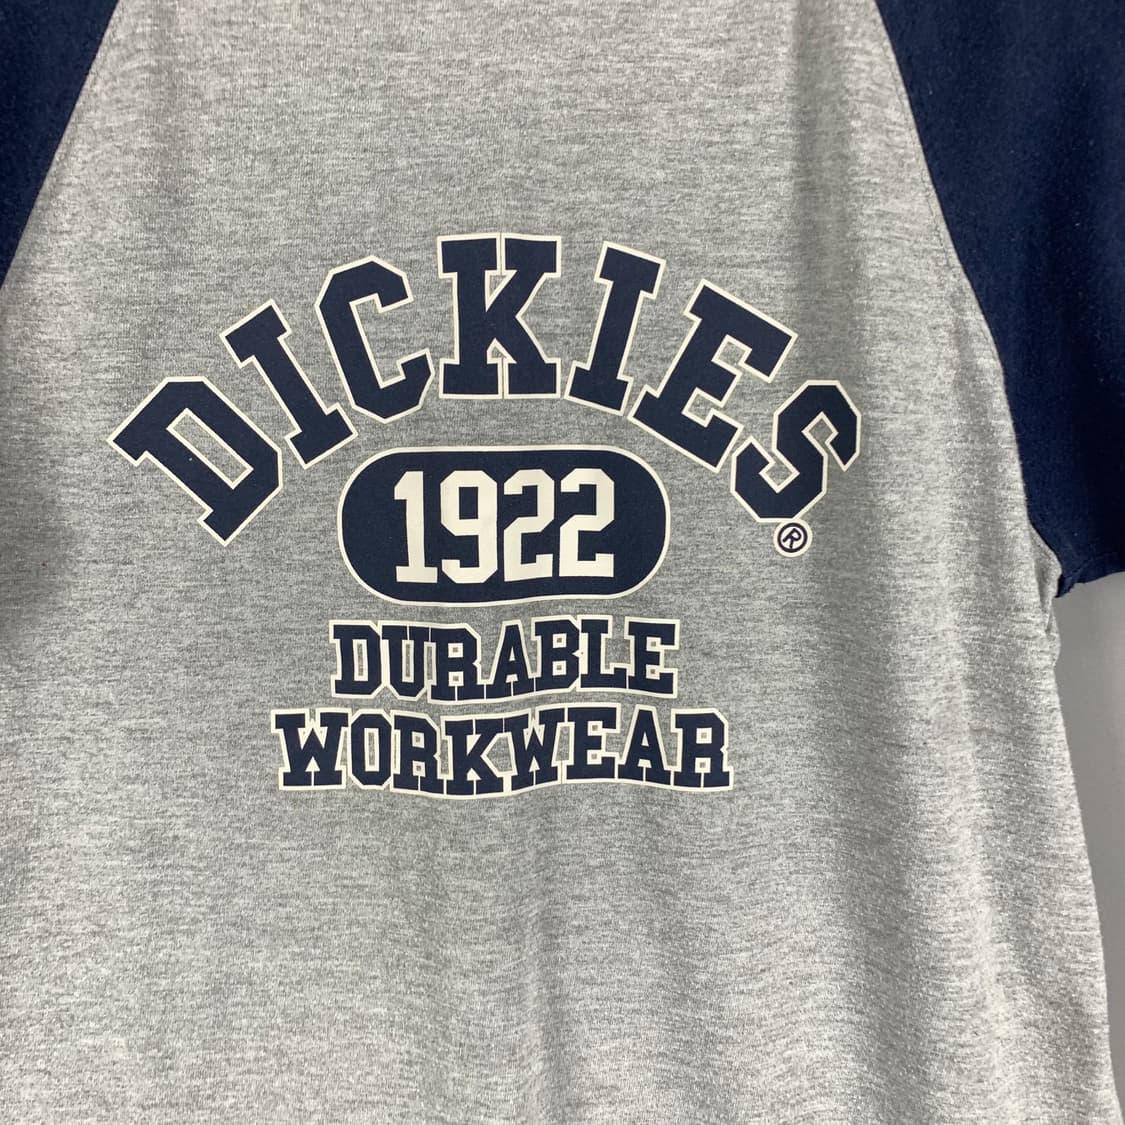 DICKIES®
1922
DURABLE
WORKWEAR